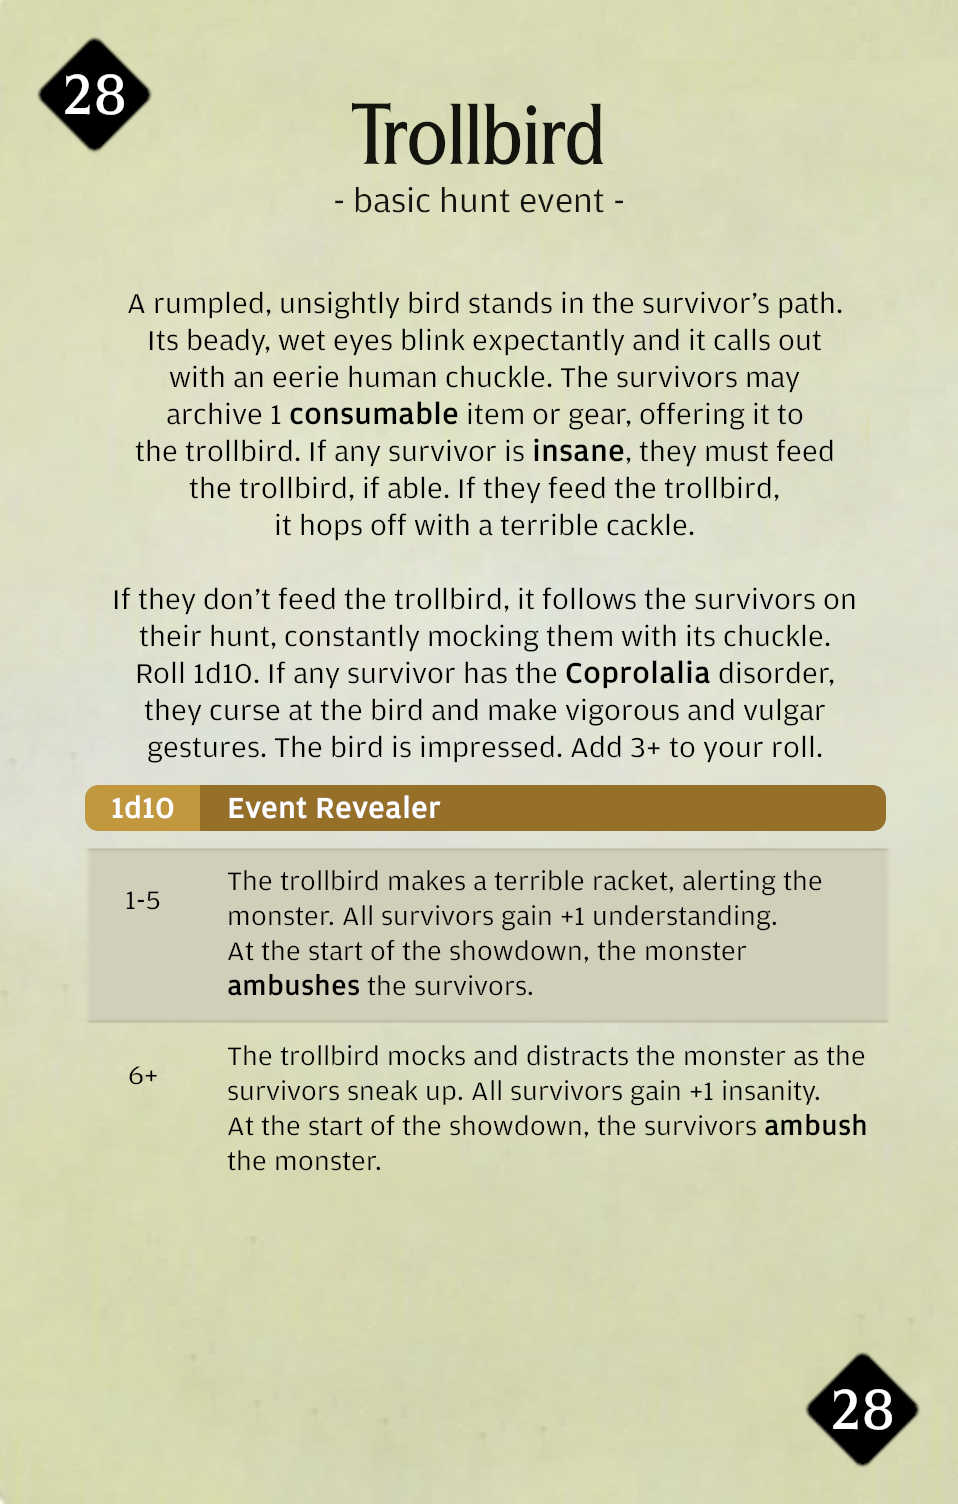 28
Trollbird
- basic hunt event -
A rumpled, unsightly bird stands in the survivor’s path.
Its beady, wet eyes blink expectantly and it calls out
with an eerie human chuckle. The survivors may
archive 1 consumable item or gear, offering it to
the trollbird. If any survivor is insane, they must feed
the trollbird, if able. If they feed the trollbird,
it hops off with a terrible cackle.
If they don’t feed the trollbird, it follows the survivors on
their hunt, constantly mocking them with its chuckle.
Roll 1d10. If any survivor has the Coprolalia disorder,
they curse at the bird and make vigorous and vulgar
gestures. The bird is impressed. Add 3+ to your roll.
1d10 Event Revealer
1-5
The trollbird makes a terrible racket, alerting the
monster. All survivors gain +1 understanding.
At the start of the showdown, the monster
ambushes the survivors.
6+
The trollbird mocks and distracts the monster as the
survivors sneak up. All survivors gain +1 insanity.
At the start of the showdown, the survivors ambush
the monster.
28